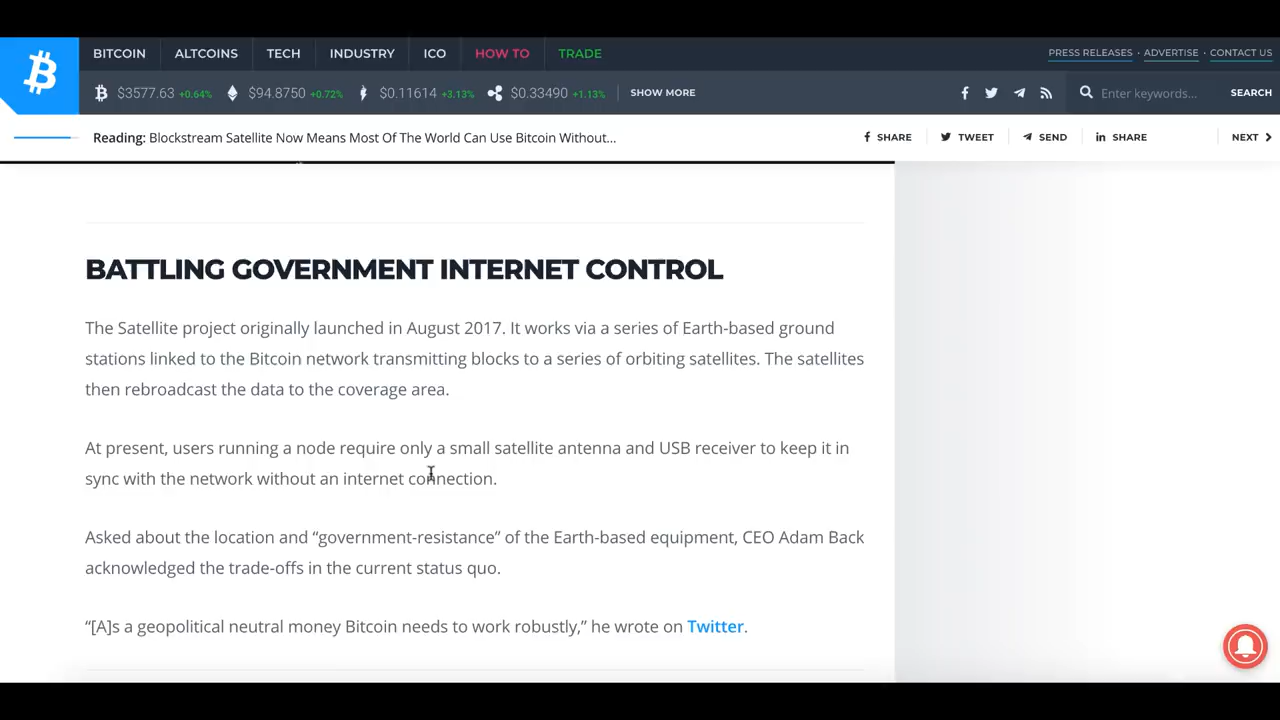 BITCOIN ALTCOINS TECH INDUSTRY ICO HOW TO TRADE PRESS RELEASES · ADVERTISE · CONTACT US
$3577.63 +0.64% $94.8750 +0.72% $0.11614 +3.13% $0.33490 +1.13% SHOW MORE Enter keywords... SEARCH
Reading: Blockstream Satellite Now Means Most Of The World Can Use Bitcoin Without... SHARE TWEET SEND SHARE NEXT
BATTLING GOVERNMENT INTERNET CONTROL
The Satellite project originally launched in August 2017. It works via a series of Earth-based ground
stations linked to the Bitcoin network transmitting blocks to a series of orbiting satellites. The satellites
then rebroadcast the data to the coverage area.
At present, users running a node require only a small satellite antenna and USB receiver to keep it in
sync with the network without an internet connection.
Asked about the location and “government-resistance” of the Earth-based equipment, CEO Adam Back
acknowledged the trade-offs in the current status quo.
“[A]s a geopolitical neutral money Bitcoin needs to work robustly,” he wrote on Twitter.